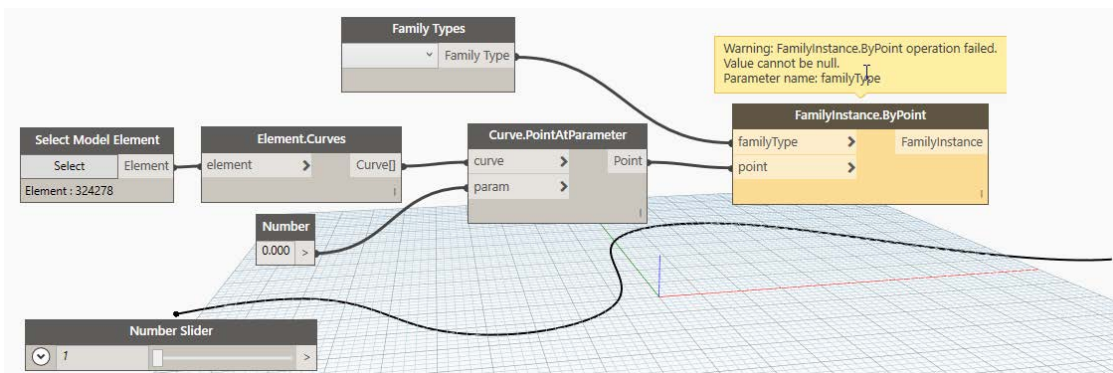 Family Types
Family Type
Warning: FamilyInstance.ByPoint operation failed.
Value cannot be null.
Parameter name: familyType
FamilyInstance.ByPoint
familyType > FamilyInstance
point >
Select Model Element
Select Element
Element : 324278
Element.Curves
element > Curve[]
Curve.PointAtParameter
curve > Point
param >
Number
0.000 >
Number Slider
1 >